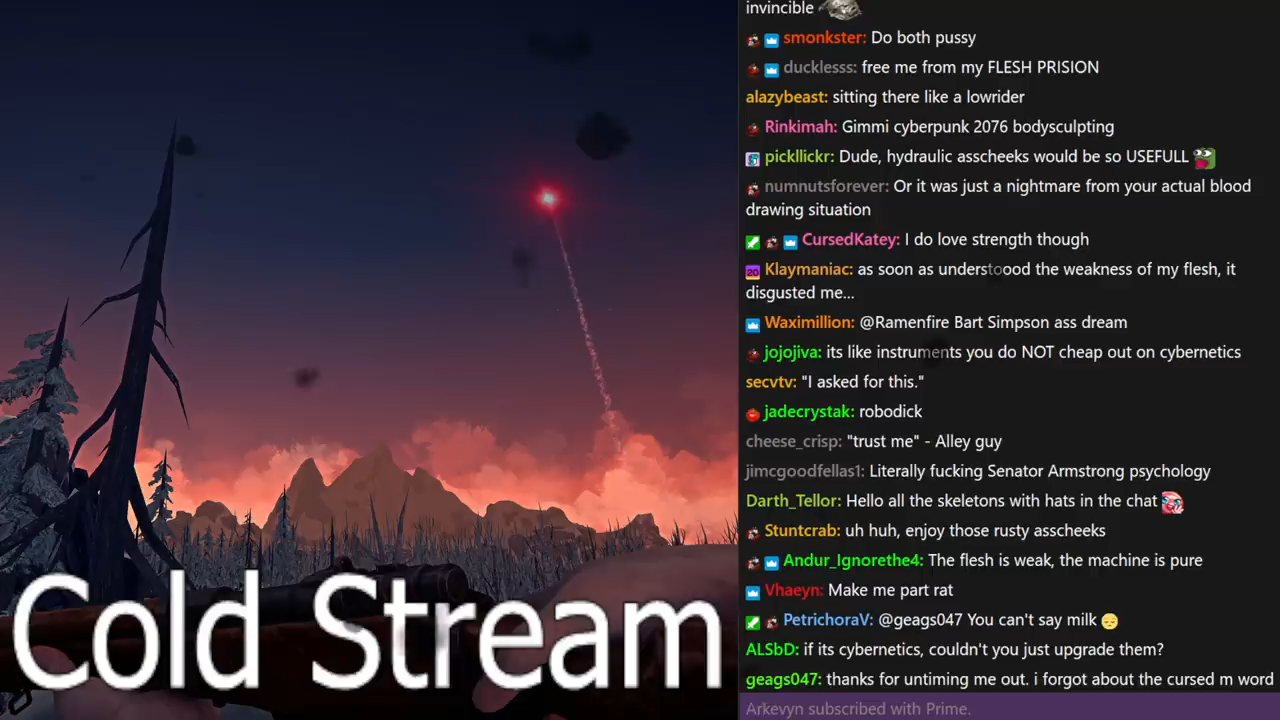 invincible
smonkster: Do both pussy
ducklesss: free me from my FLESH PRISION
alazybeast: sitting there like a lowrider
Rinkimah: Gimmi cyberpunk 2076 bodysculpting
pickllickr: Dude, hydraulic asscheeks would be so USEFULL
numnutsforever: Or it was just a nightmare from your actual blood
drawing situation
CursedKatey: I do love strength though
20 Klaymaniac: as soon as understoood the weakness of my flesh, it
disgusted me...
Waximillion: @Ramenfire Bart Simpson ass dream
jojojiva: its like instruments you do NOT cheap out on cybernetics
secvtv: "I asked for this."
jadecrystak: robodick
cheese_crisp: "trust me" - Alley guy
jimcgoodfellas1: Literally fucking Senator Armstrong psychology
Darth_Tellor: Hello all the skeletons with hats in the chat
Stuntcrab: uh huh, enjoy those rusty asscheeks
Andur_Ignorethe4: The flesh is weak, the machine is pure
Vhaeyn: Make me part rat
PetrichoraV: @geags047 You can't say milk 😔
ALSbD: if its cybernetics, couldn't you just upgrade them?
geags047: thanks for untiming me out. i forgot about the cursed m word
Arkevyn subscribed with Prime.
Cold Stream